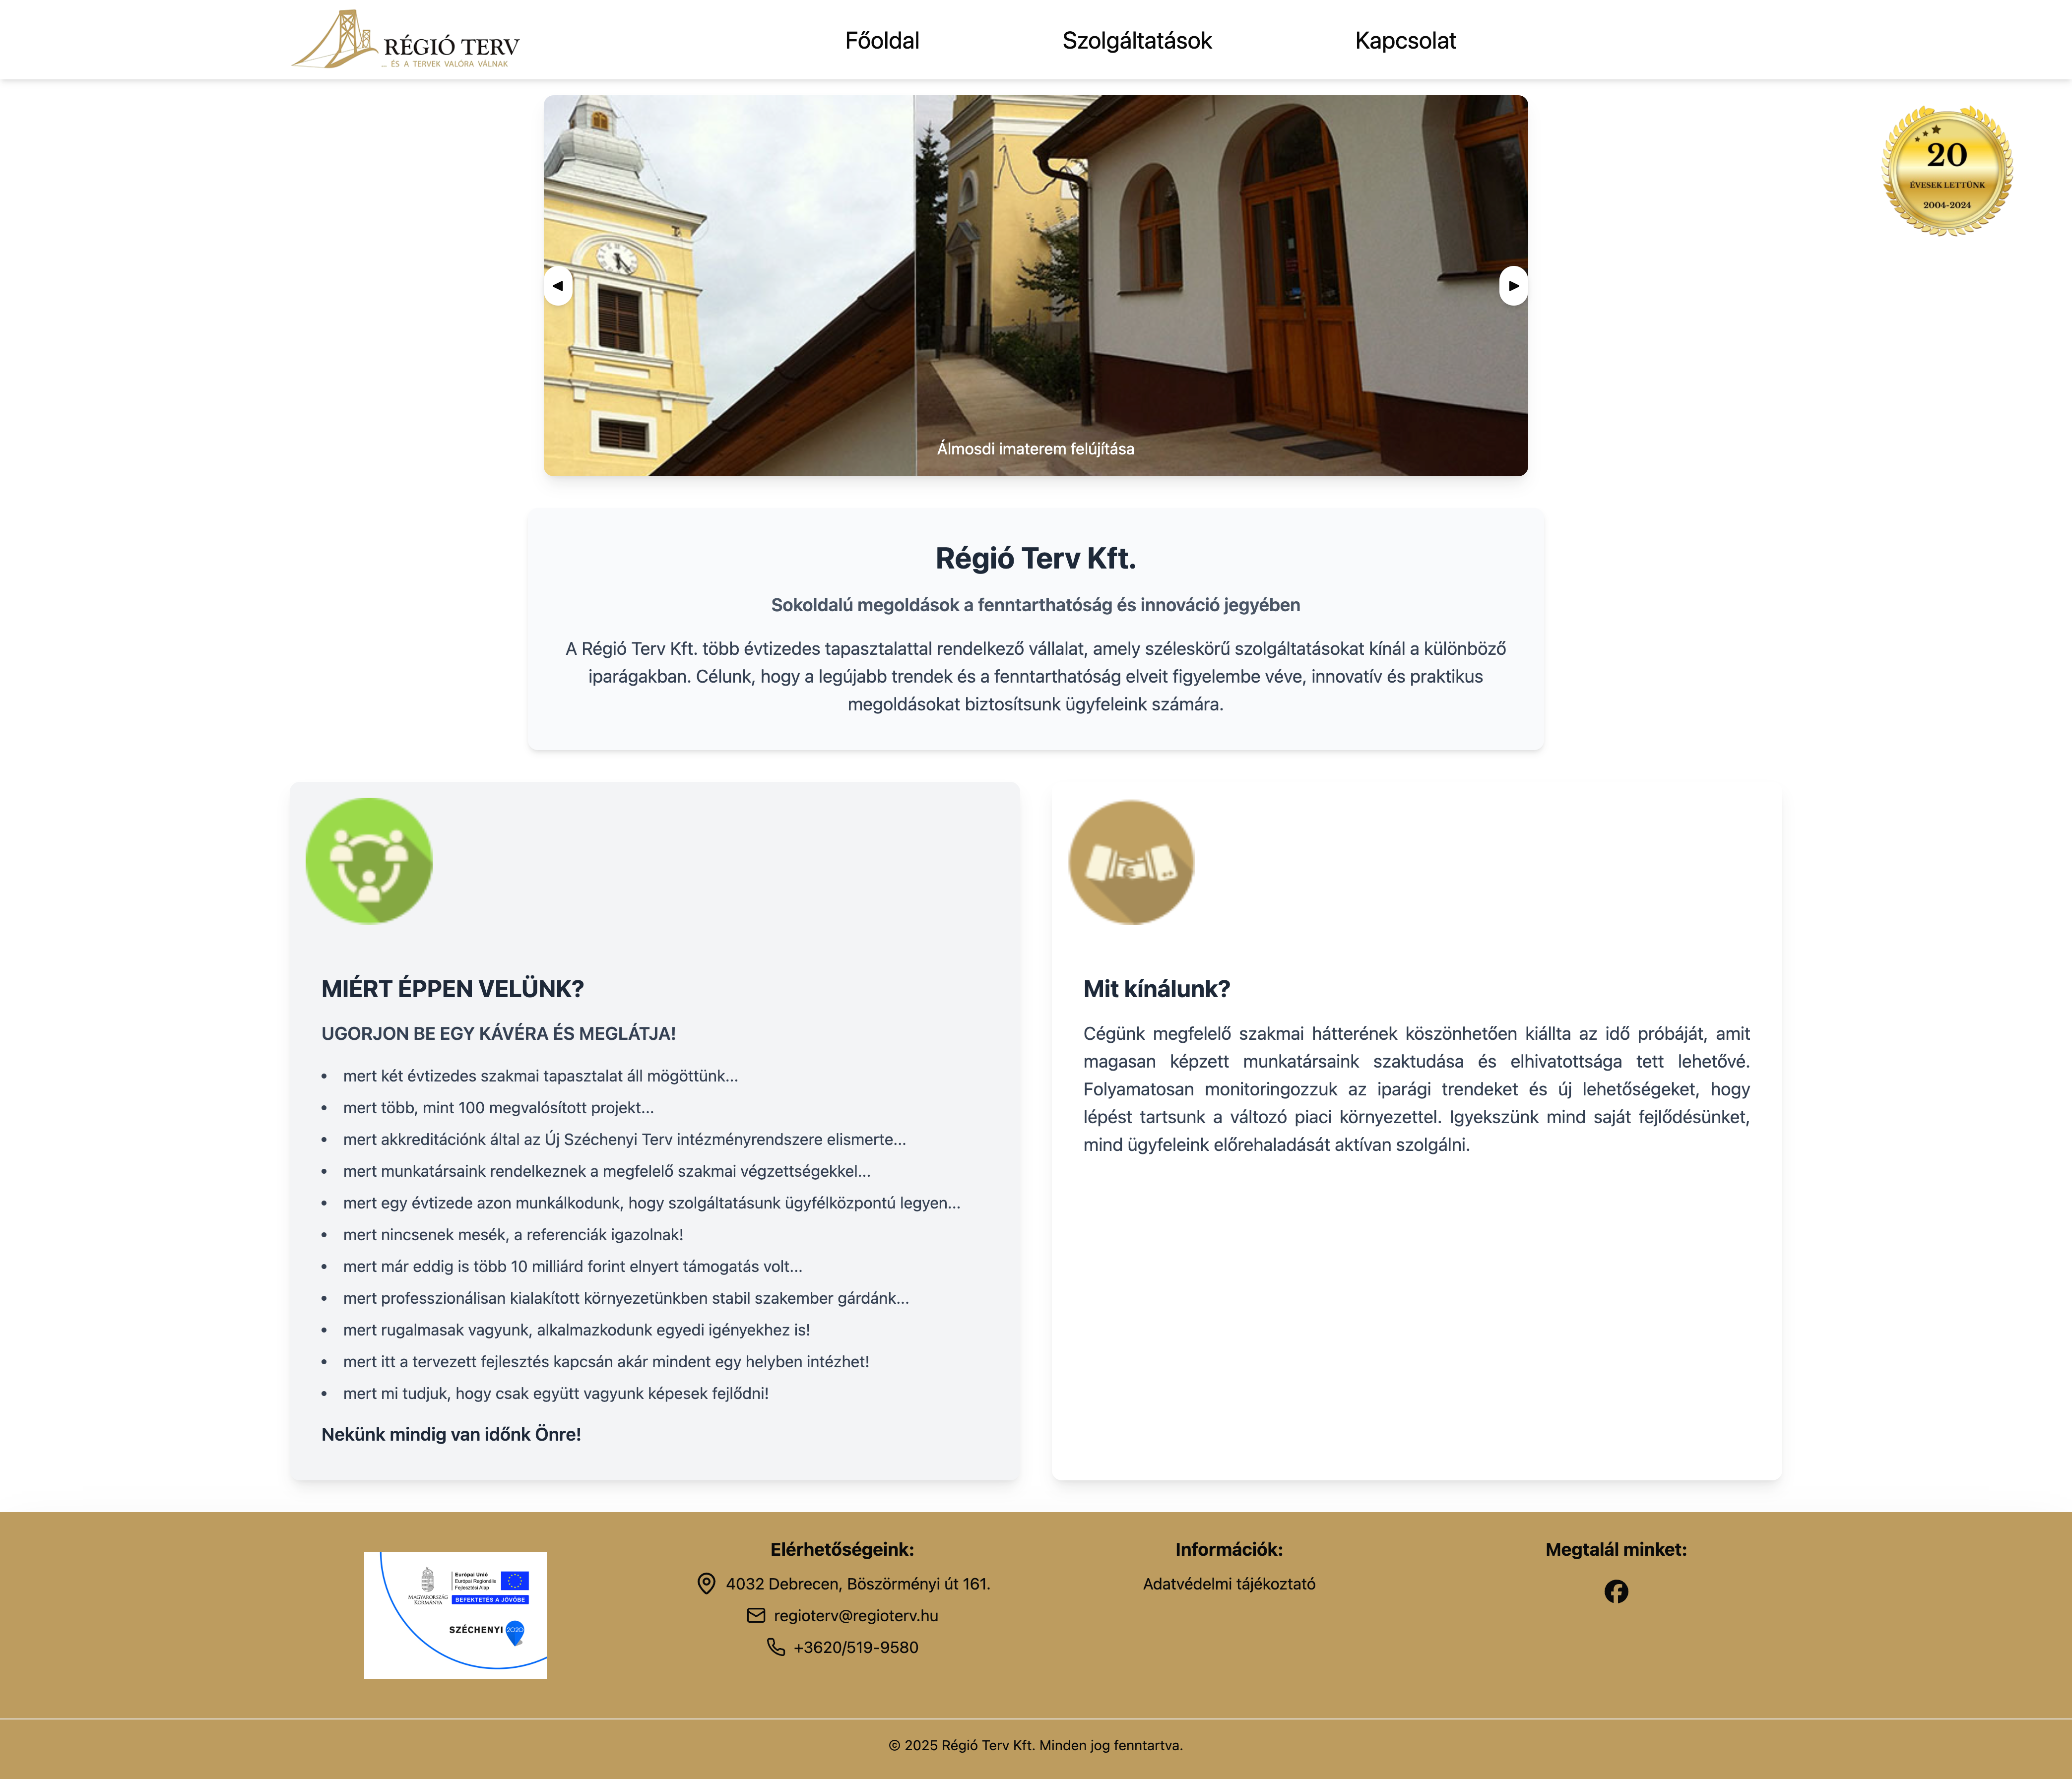 RÉGIÓ TERV
... ÉS A TERVEK VALÓRA VÁLNAK
Főoldal
Szolgáltatások
Kapcsolat
20
ÉVESEK LETTÜNK
2004-2024
Álmosdi imaterem felújítása
Régió Terv Kft.
Sokoldalú megoldások a fenntarthatóság és innováció jegyében
A Régió Terv Kft. több évtizedes tapasztalattal rendelkező vállalat, amely széleskörű szolgáltatásokat kínál a különböző
iparágakban. Célunk, hogy a legújabb trendek és a fenntarthatóság elveit figyelembe véve, innovatív és praktikus
megoldásokat biztosítsunk ügyfeleink számára.
MIÉRT ÉPPEN VELÜNK?
UGORJON BE EGY KÁVÉRA ÉS MEGLÁTJA!
• mert két évtizedes szakmai tapasztalat áll mögöttünk...
• mert több, mint 100 megvalósított projekt...
• mert akkreditációnk által az Új Széchenyi Terv intézményrendszere elismerte...
• mert munkatársaink rendelkeznek a megfelelő szakmai végzettségekkel...
• mert egy évtizede azon munkálkodunk, hogy szolgáltatásunk ügyfélközpontú legyen...
• mert nincsenek mesék, a referenciák igazolnak!
• mert már eddig is több 10 milliárd forint elnyert támogatás volt...
• mert professzionálisan kialakított környezetünkben stabil szakember gárdánk...
• mert rugalmasak vagyunk, alkalmazkodunk egyedi igényekhez is!
• mert itt a tervezett fejlesztés kapcsán akár mindent egy helyben intézhet!
• mert mi tudjuk, hogy csak együtt vagyunk képesek fejlődni!
Nekünk mindig van időnk Önre!
Mit kínálunk?
Cégünk megfelelő szakmai hátterének köszönhetően kiállta az idő próbáját, amit
magasan képzett munkatársaink szaktudása és elhivatottsága tett lehetővé.
Folyamatosan monitoringozzuk az iparági trendeket és új lehetőségeket, hogy
lépést tartsunk a változó piaci környezettel. Igyekszünk mind saját fejlődésünket,
mind ügyfeleink előrehaladását aktívan szolgálni.
MAGYARORSZÁG
KORMÁNYA
Európai Unió
Európai Regionális
Fejlesztési Alap
BEFEKTETÉS A JÖVŐBE
SZÉCHENYI 2020
Elérhetőségeink:
4032 Debrecen, Böszörményi út 161.
regioterv@regioterv.hu
+3620/519-9580
Információk:
Adatvédelmi tájékoztató
Megtalál minket:
© 2025 Régió Terv Kft. Minden jog fenntartva.